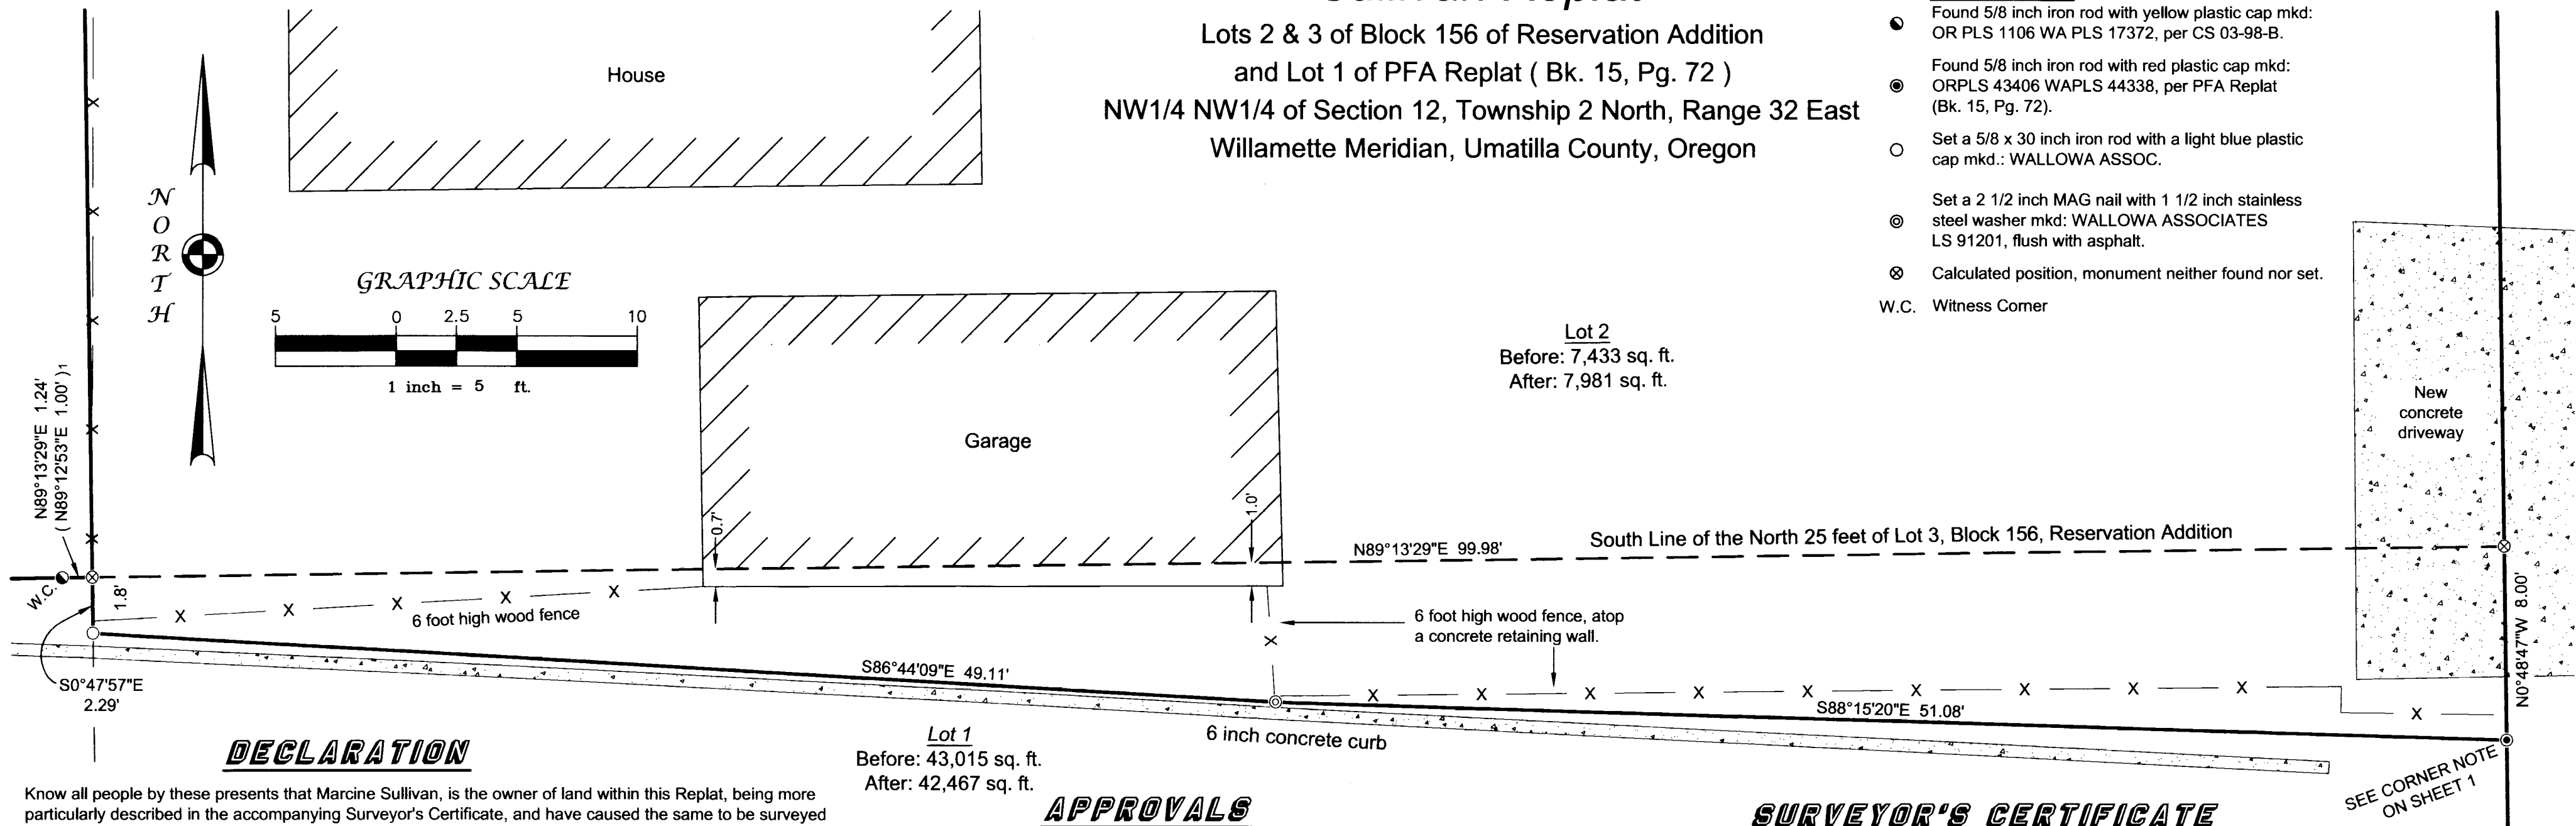 Lots 2 & 3 of Block 156 of Reservation Addition
and Lot 1 of PFA Replat ( Bk. 15, Pg. 72 )
NW1/4 NW1/4 of Section 12, Township 2 North, Range 32 East
Willamette Meridian, Umatilla County, Oregon
Found 5/8 inch iron rod with yellow plastic cap mkd:
OR PLS 1106 WA PLS 17372, per CS 03-98-B.
Found 5/8 inch iron rod with red plastic cap mkd:
ORPLS 43406 WAPLS 44338, per PFA Replat
(Bk. 15, Pg. 72).
Set a 5/8 x 30 inch iron rod with a light blue plastic
cap mkd.: WALLOWA ASSOC.
Set a 2 1/2 inch MAG nail with 1 1/2 inch stainless
steel washer mkd: WALLOWA ASSOCIATES
LS 91201, flush with asphalt.
Calculated position, monument neither found nor set.
W.C. Witness Corner
House
NORTH
GRAPHIC SCALE
5 0 2.5 5 10
1 inch = 5 ft.
Lot 2
Before: 7,433 sq. ft.
After: 7,981 sq. ft.
New
concrete
driveway
Garage
N89°13'29"E 1.24'
( N89°12'53"E 1.00' )1
0.7'
1.0'
N89°13'29"E 99.98'
South Line of the North 25 feet of Lot 3, Block 156, Reservation Addition
W.C.
1.8'
6 foot high wood fence
6 foot high wood fence, atop
a concrete retaining wall.
N0°48'47"W 8.00'
S0°47'57"E
2.29'
S86°44'09"E 49.11'
S88°15'20"E 51.08'
6 inch concrete curb
Lot 1
Before: 43,015 sq. ft.
After: 42,467 sq. ft.
SEE CORNER NOTE
ON SHEET 1
DECLARATION
Know all people by these presents that Marcine Sullivan, is the owner of land within this Replat, being more
particularly described in the accompanying Surveyor's Certificate, and have caused the same to be surveyed
APPROVALS
SURVEYOR'S CERTIFICATE